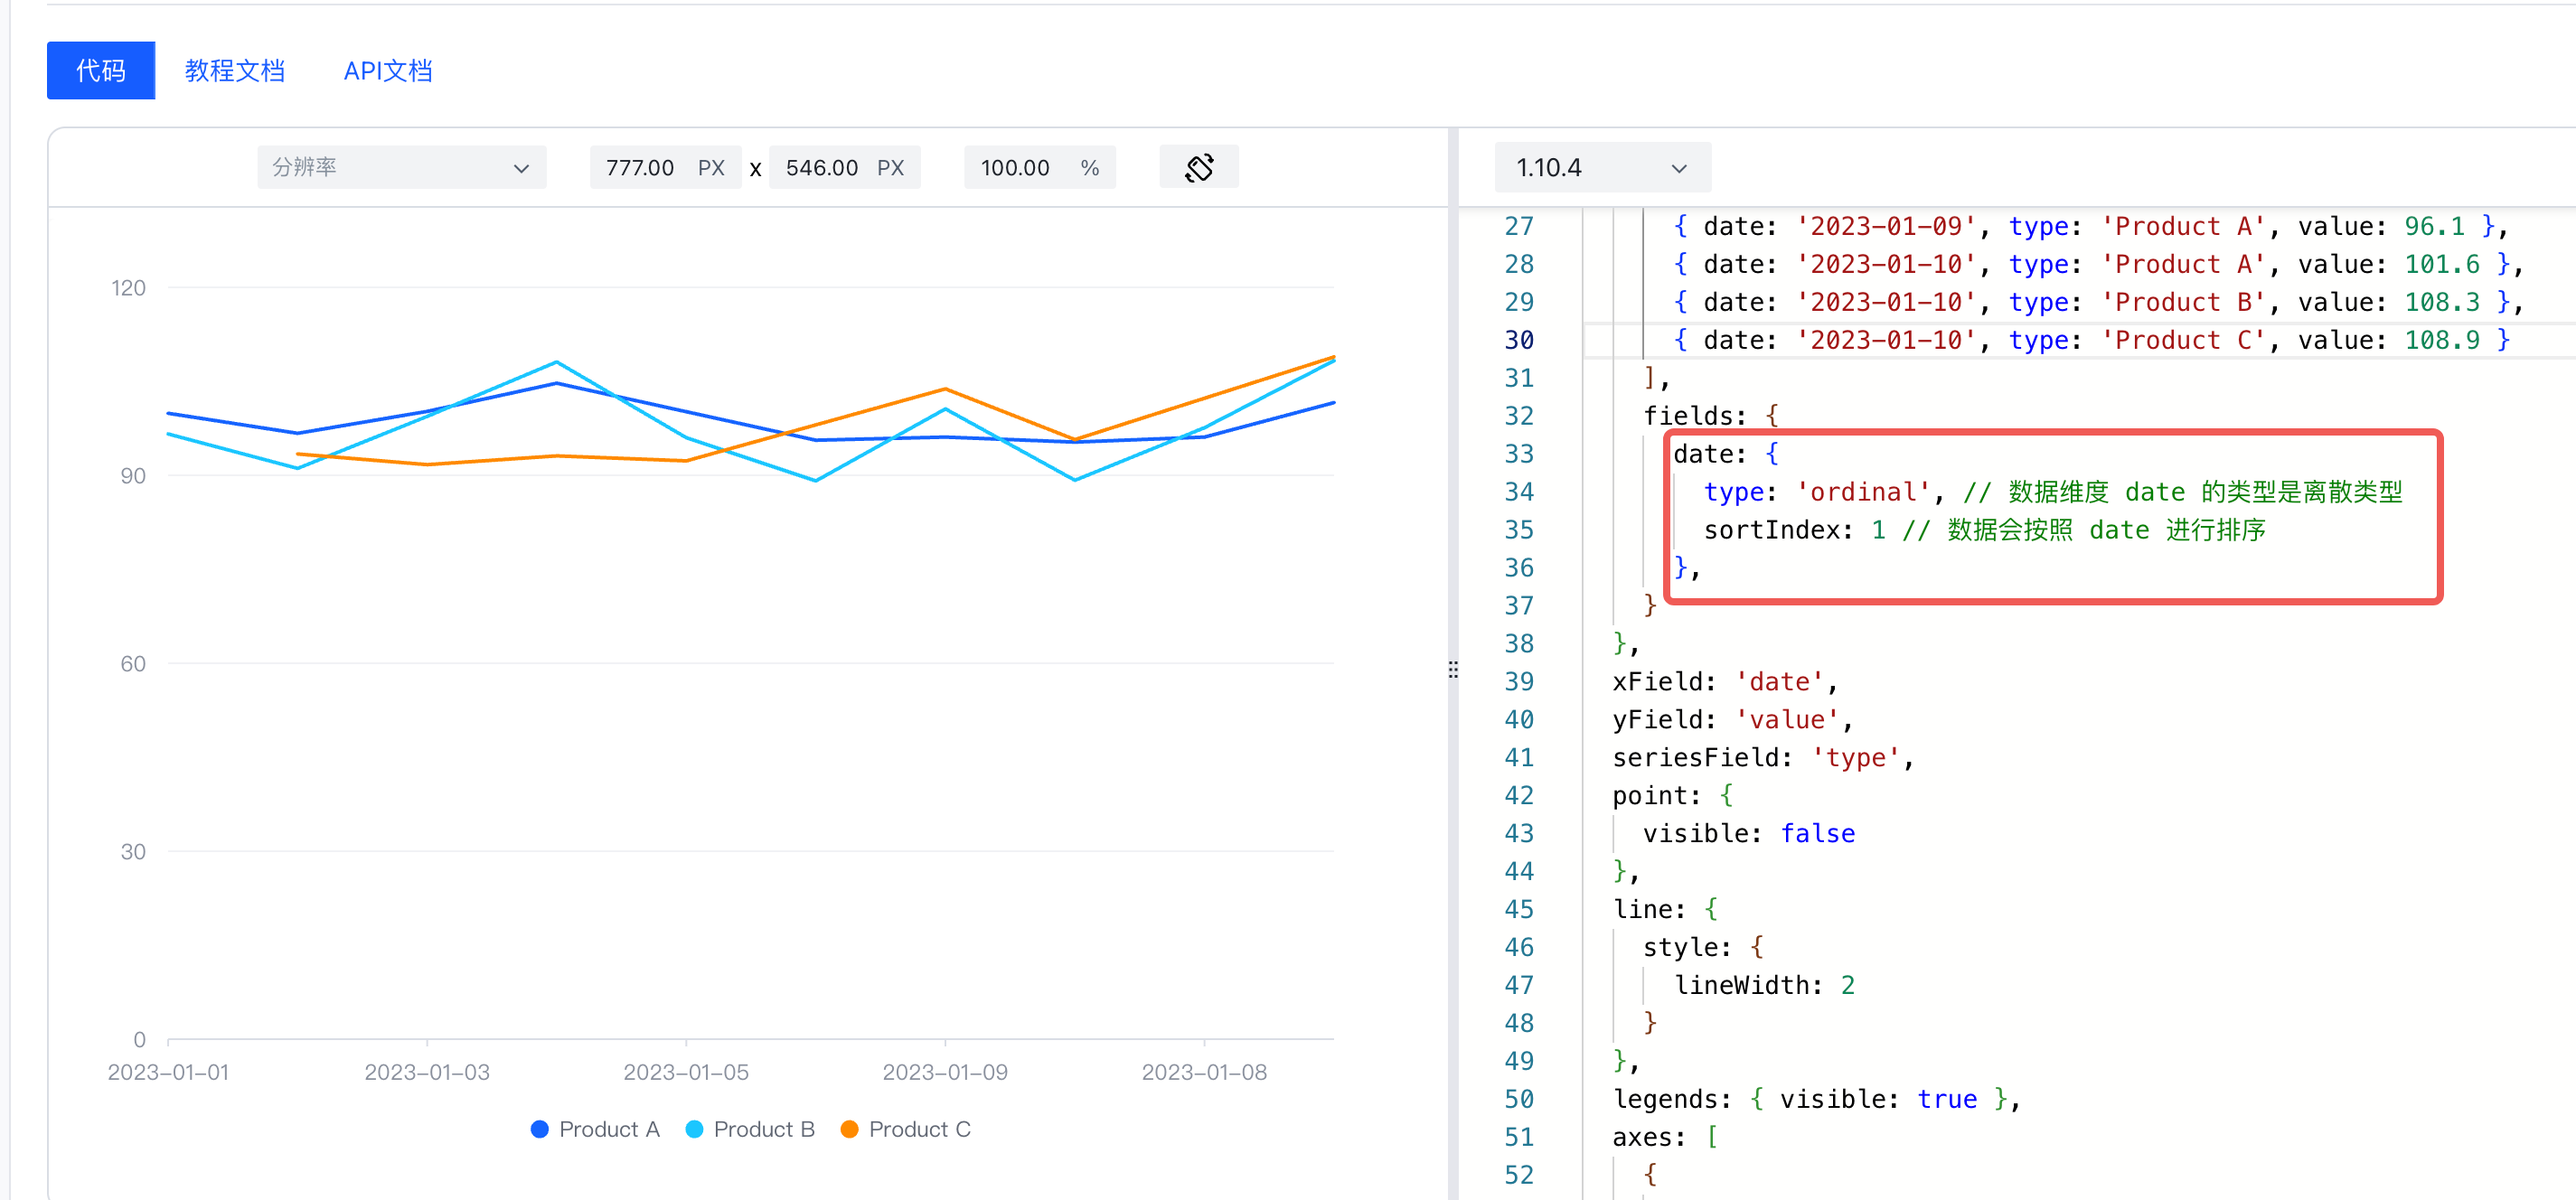 代码 教程文档 API文档
分辨率 777.00 PX x 546.00 PX 100.00 %
120
90
60
30
0
2023-01-01 2023-01-03 2023-01-05 2023-01-09 2023-01-08
Product A Product B Product C
1.10.4
27 { date: '2023-01-09', type: 'Product A', value: 96.1 },
28 { date: '2023-01-10', type: 'Product A', value: 101.6 },
29 { date: '2023-01-10', type: 'Product B', value: 108.3 },
30 { date: '2023-01-10', type: 'Product C', value: 108.9 }
31 ],
32 fields: {
33 date: {
34 type: 'ordinal', // 数据维度 date 的类型是离散类型
35 sortIndex: 1 // 数据会按照 date 进行排序
36 },
37 }
38 },
39 xField: 'date',
40 yField: 'value',
41 seriesField: 'type',
42 point: {
43 visible: false
44 },
45 line: {
46 style: {
47 lineWidth: 2
48 }
49 },
50 legends: { visible: true },
51 axes: [
52 {